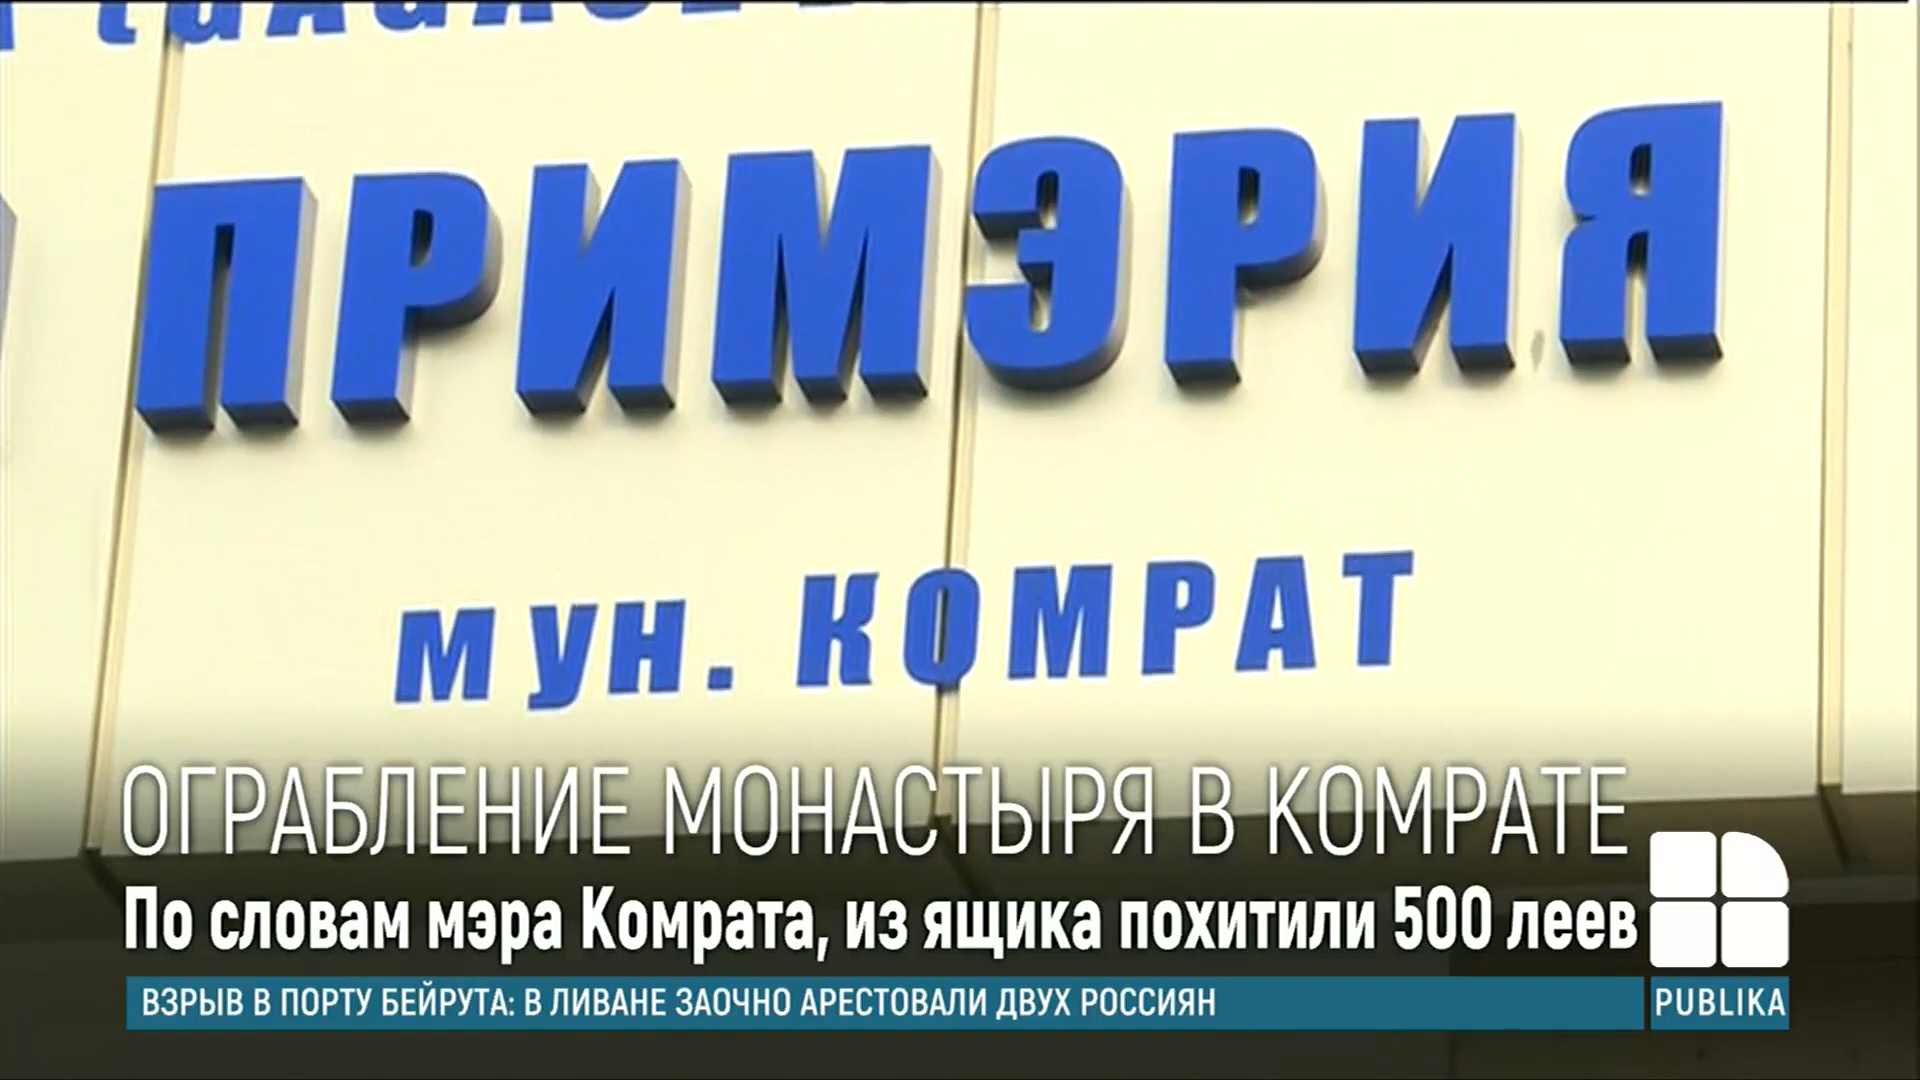 ПРИМЭРИЯ
мун. КОМРАТ
ОГРАБЛЕНИЕ МОНАСТЫРЯ В КОМРАТЕ
По словам мэра Комрата, из ящика похитили 500 леев
ВЗРЫВ В ПОРТУ БЕЙРУТА: В ЛИВАНЕ ЗАОЧНО АРЕСТОВАЛИ ДВУХ РОССИЯН
PUBLIKA